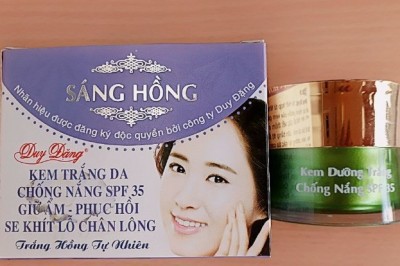 SÁNG HỒNG
Nhãn hiệu được đăng ký độc quyền bởi công ty Duy Đăng
Duy Đăng
KEM TRẮNG DA
CHỐNG NẮNG SPF 35
GIỮ ẨM - PHỤC HỒI
SE KHÍT LỖ CHÂN LÔNG
Trắng Hồng Tự Nhiên
Kem Dưỡng Trắng
Chống Nắng SPF 35